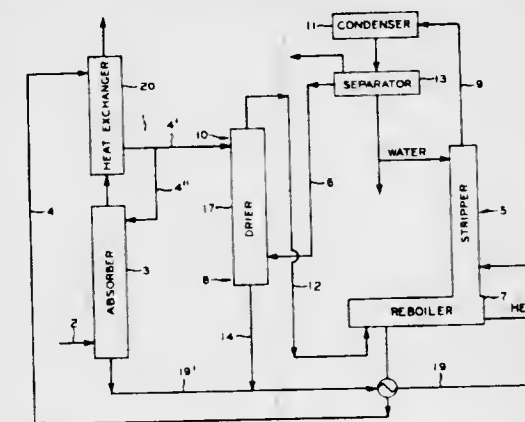 11
CONDENSER
HEAT EXCHANGER
20
SEPARATOR
13
9
10
4'
4"
6
WATER
4
17
DRIER
STRIPPER
5
ABSORBER
3
8
12
7
REBOILER
HE
2
14
19'
19